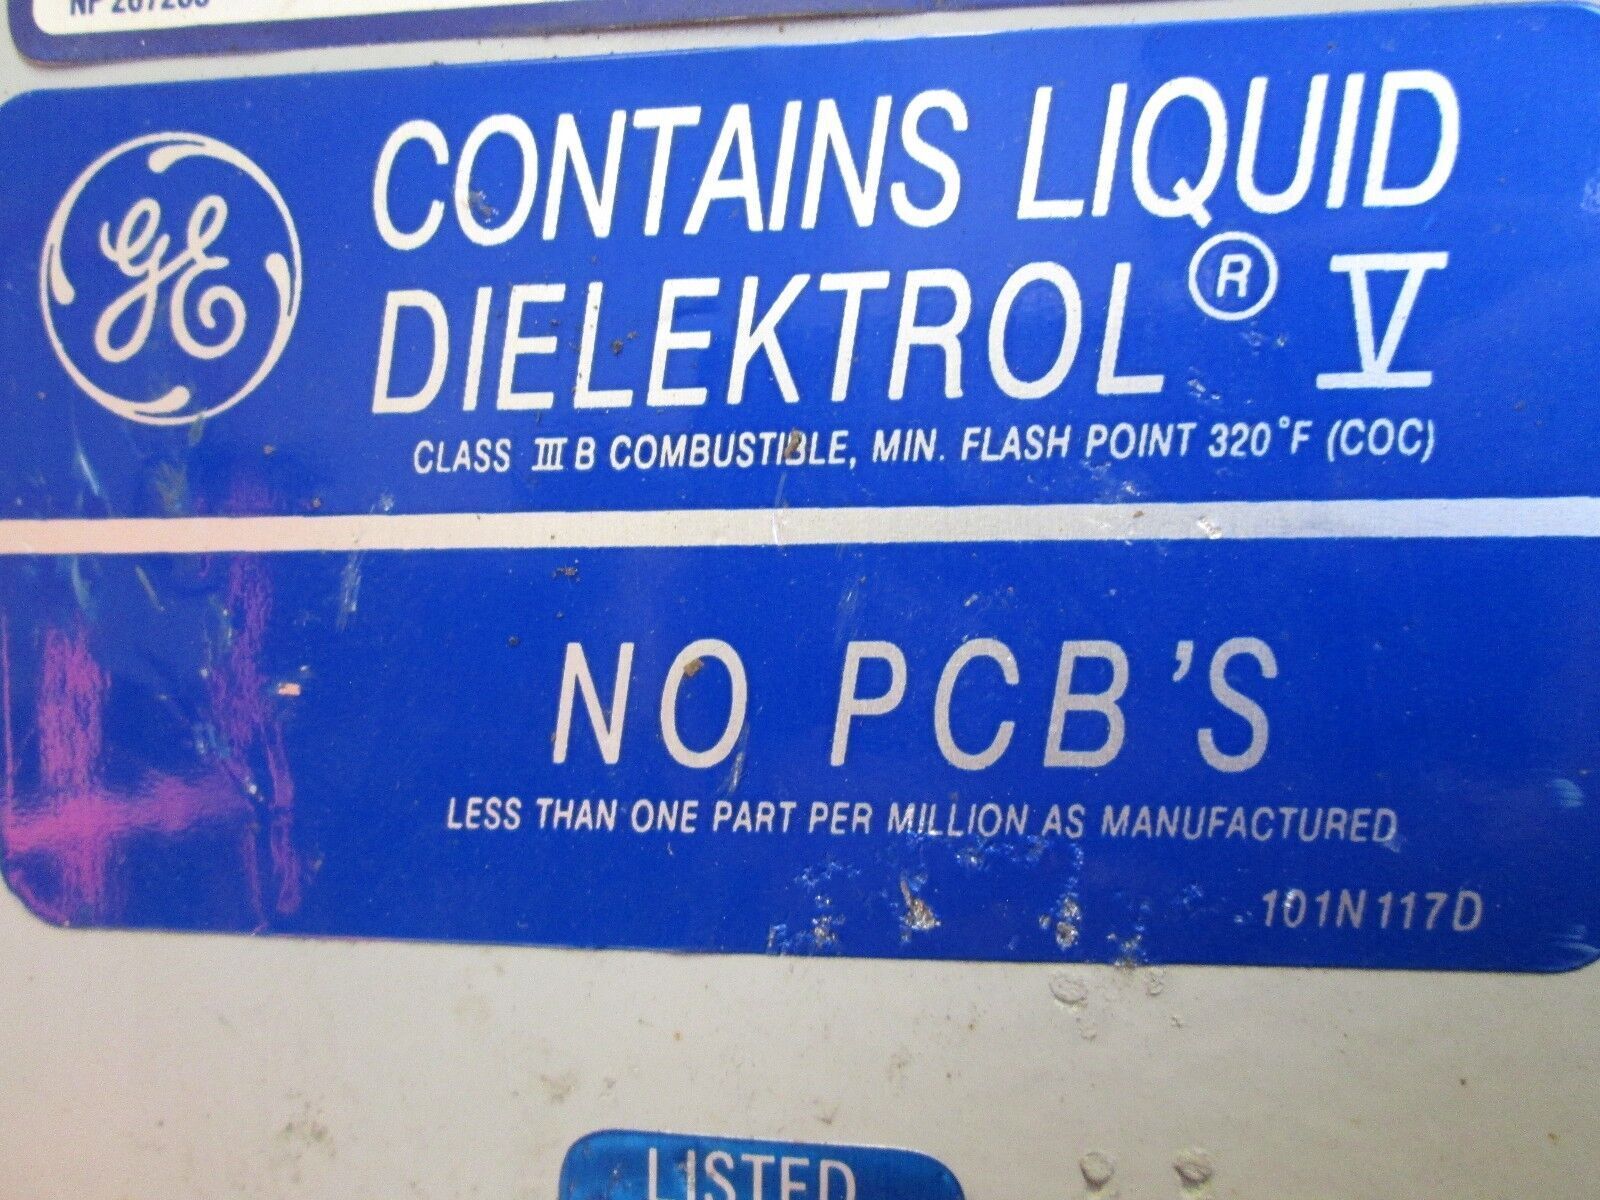 GE
CONTAINS LIQUID
DIELEKTROL® V
CLASS III B COMBUSTIBLE, MIN. FLASH POINT 320°F (COC)
NO PCB'S
LESS THAN ONE PART PER MILLION AS MANUFACTURED
101N117D
LISTED